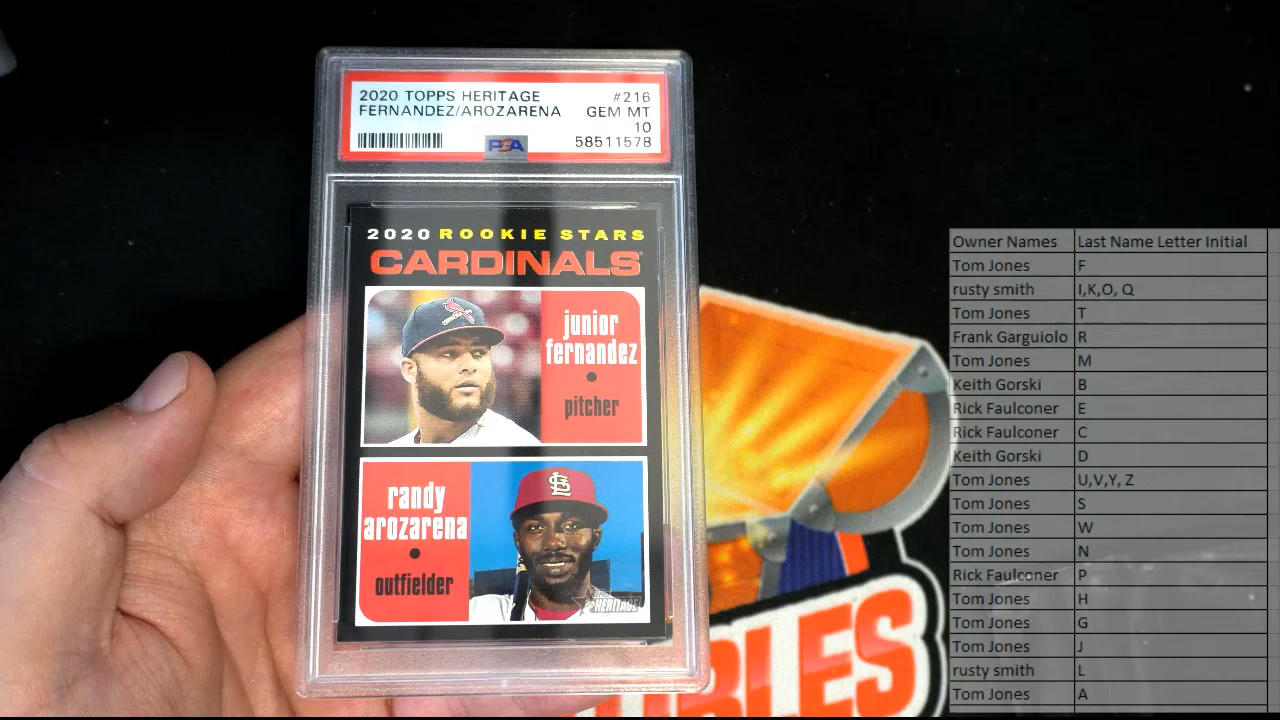 2020 TOPPS HERITAGE #216
FERNANDEZ/AROZARENA GEM MT
10
PSA 58511578
2020 ROOKIE STARS
CARDINALS
junior
fernandez
pitcher
randy
arozarena
outfielder
HERITAGE
Owner Names Last Name Letter Initial
Tom Jones F
rusty smith I,K,O, Q
Tom Jones T
Frank Garguiolo R
Tom Jones M
Keith Gorski B
Rick Faulconer E
Rick Faulconer C
Keith Gorski D
Tom Jones U,V,Y, Z
Tom Jones S
Tom Jones W
Tom Jones N
Rick Faulconer P
Tom Jones H
Tom Jones G
Tom Jones J
rusty smith L
Tom Jones A